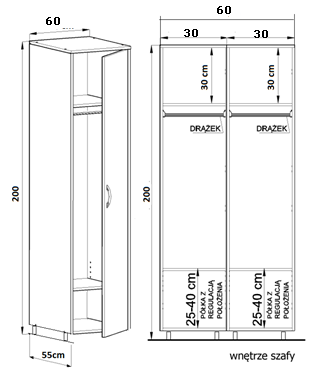 60
200
55cm
60
30
30
30 cm
30 cm
DRĄŻEK
DRĄŻEK
200
25-40 cm
PÓŁKA Z
REGULACJĄ
POŁOŻENIA
25-40 cm
PÓŁKA Z
REGULACJĄ
POŁOŻENIA
wnętrze szafy